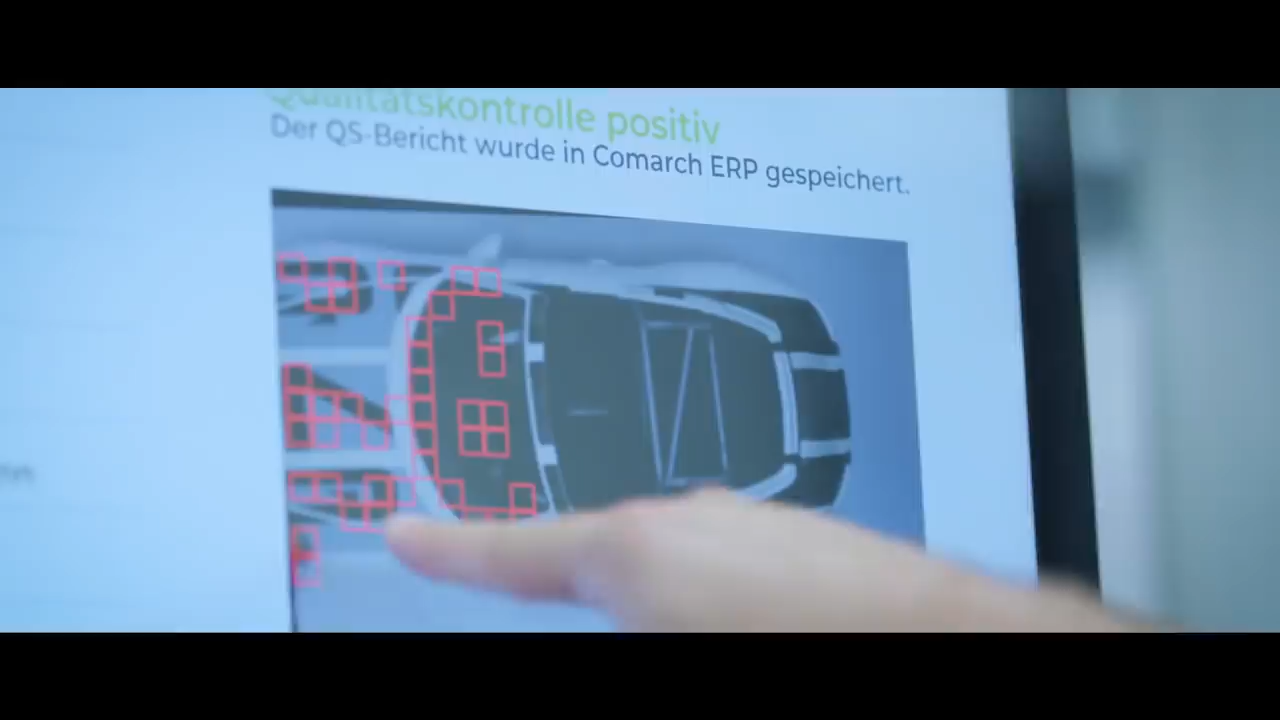 Qualitätskontrolle positiv
Der QS-Bericht wurde in Comarch ERP gespeichert.